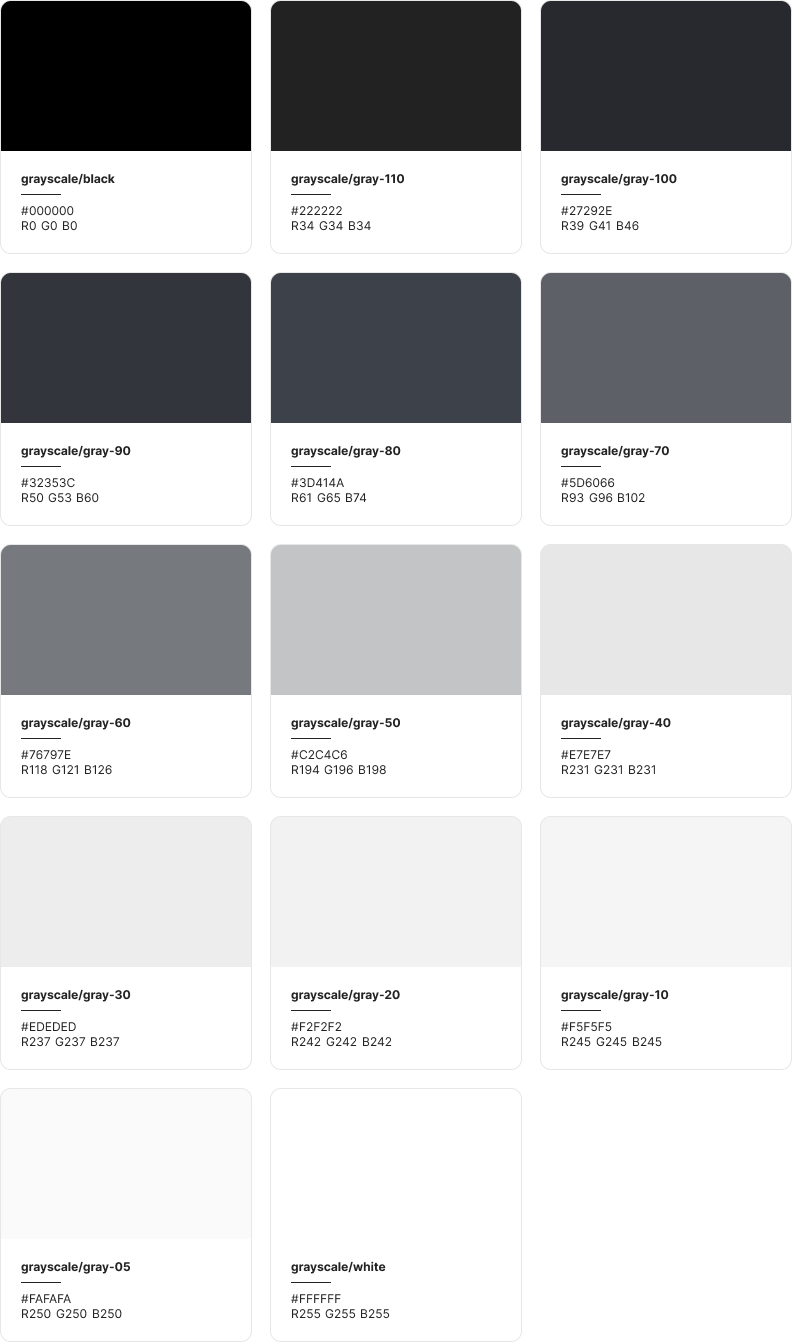 grayscale/black
#000000
R0 G0 B0
grayscale/gray-110
#222222
R34 G34 B34
grayscale/gray-100
#27292E
R39 G41 B46
grayscale/gray-90
#32353C
R50 G53 B60
grayscale/gray-80
#3D414A
R61 G65 B74
grayscale/gray-70
#5D6066
R93 G96 B102
grayscale/gray-60
#76797E
R118 G121 B126
grayscale/gray-50
#C2C4C6
R194 G196 B198
grayscale/gray-40
#E7E7E7
R231 G231 B231
grayscale/gray-30
#EDEDED
R237 G237 B237
grayscale/gray-20
#F2F2F2
R242 G242 B242
grayscale/gray-10
#F5F5F5
R245 G245 B245
grayscale/gray-05
#FAFAFA
R250 G250 B250
grayscale/white
#FFFFFF
R255 G255 B255